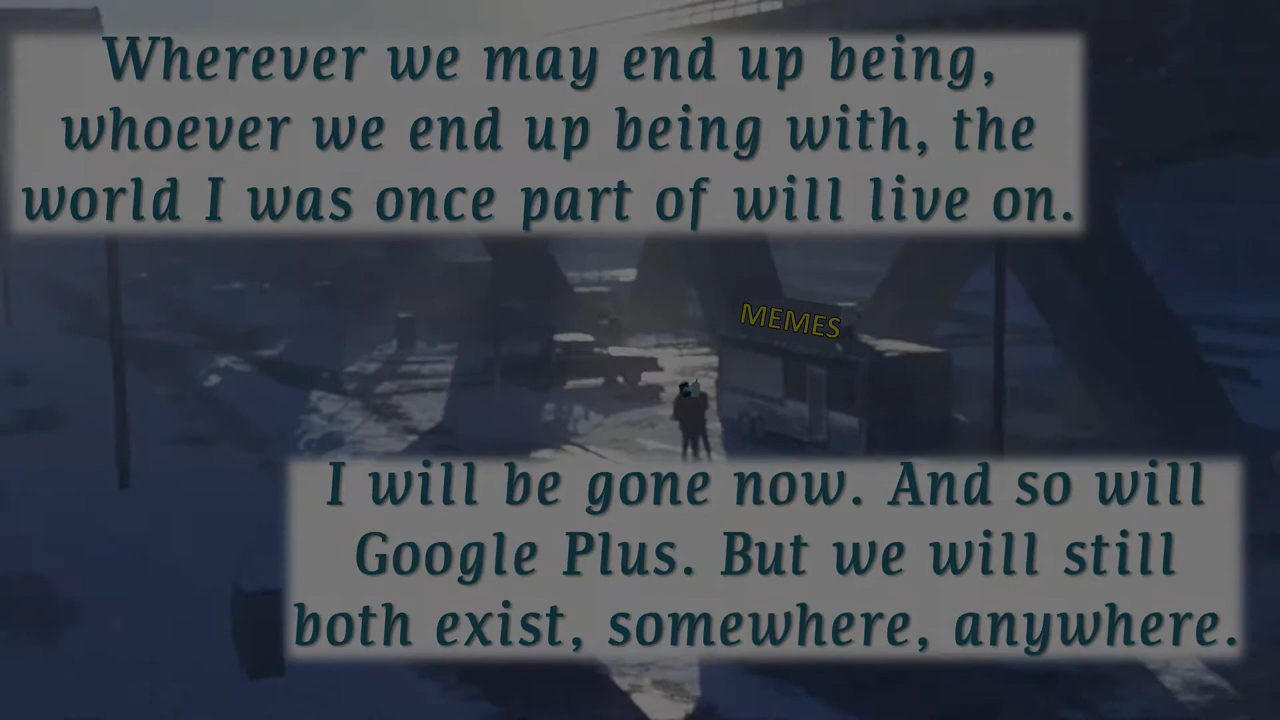 Wherever we may end up being,
whoever we end up being with, the
world I was once part of will live on.
MEMES
I will be gone now. And so will
Google Plus. But we will still
both exist, somewhere, anywhere.